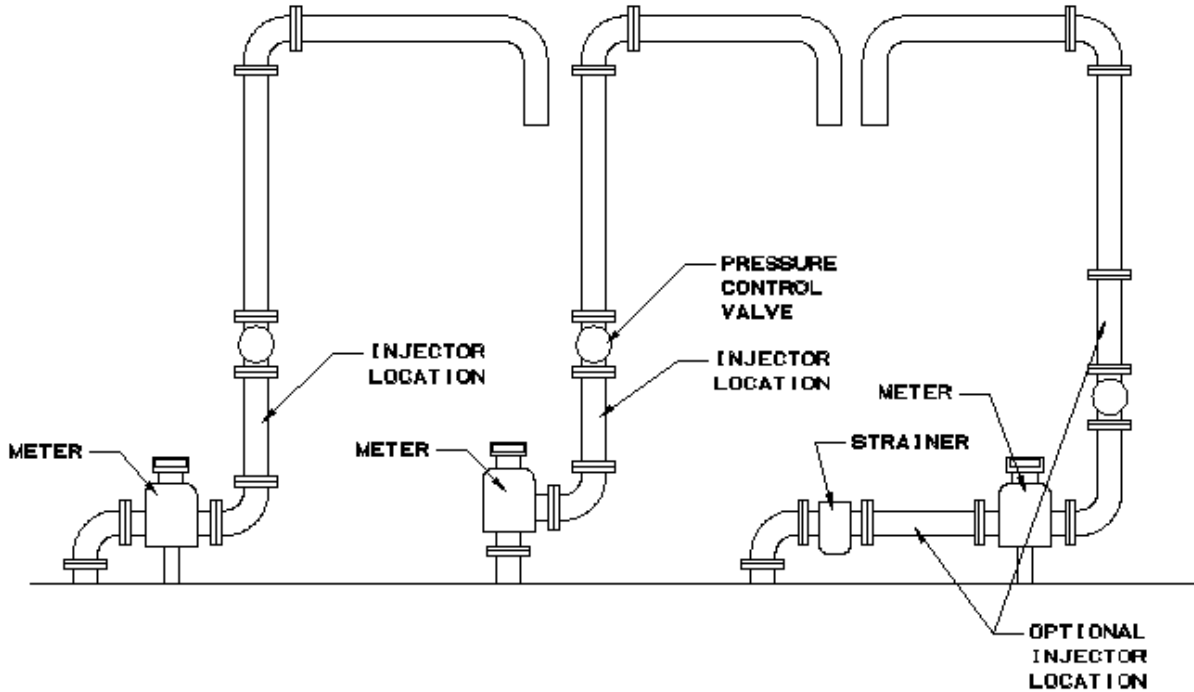 PRESSURE
CONTROL
VALVE
INJECTOR
LOCATION
INJECTOR
LOCATION
METER
METER
METER
STRAINER
OPTIONAL
INJECTOR
LOCATION